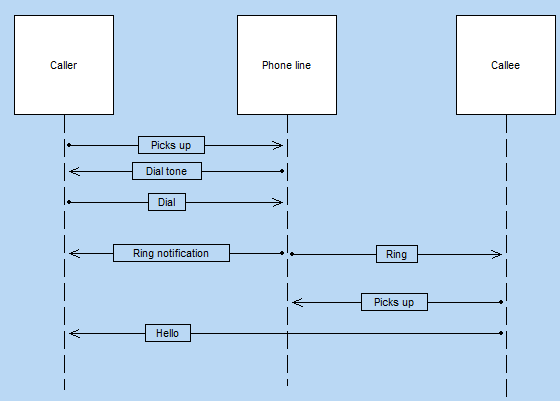 Caller
Phone line
Callee
Picks up
Dial tone
Dial
Ring notification
Ring
Picks up
Hello